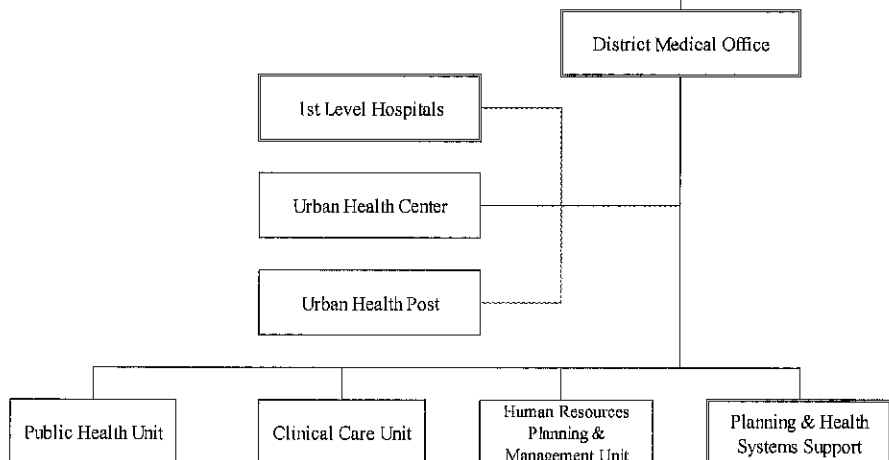 District Medical Office
1st Level Hospitals
Urban Health Center
Urban Health Post
Public Health Unit
Clinical Care Unit
Human Resources
Planning &
Management Unit
Planning & Health
Systems Support